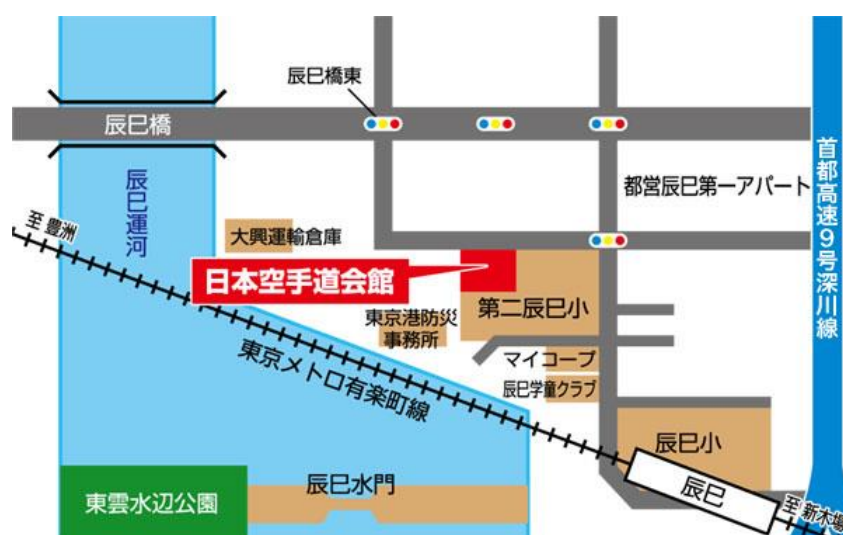 辰巳橋東
辰巳橋
首都高速9号深川線
辰巳運河
都営辰巳第一アパート
至 豊洲
大興運輸倉庫
日本空手道会館
第二辰巳小
東京港防災
事務所
東京メトロ有楽町線
マイコープ
辰巳学童クラブ
辰巳小
辰巳水門
東雲水辺公園
辰巳
至 新木場